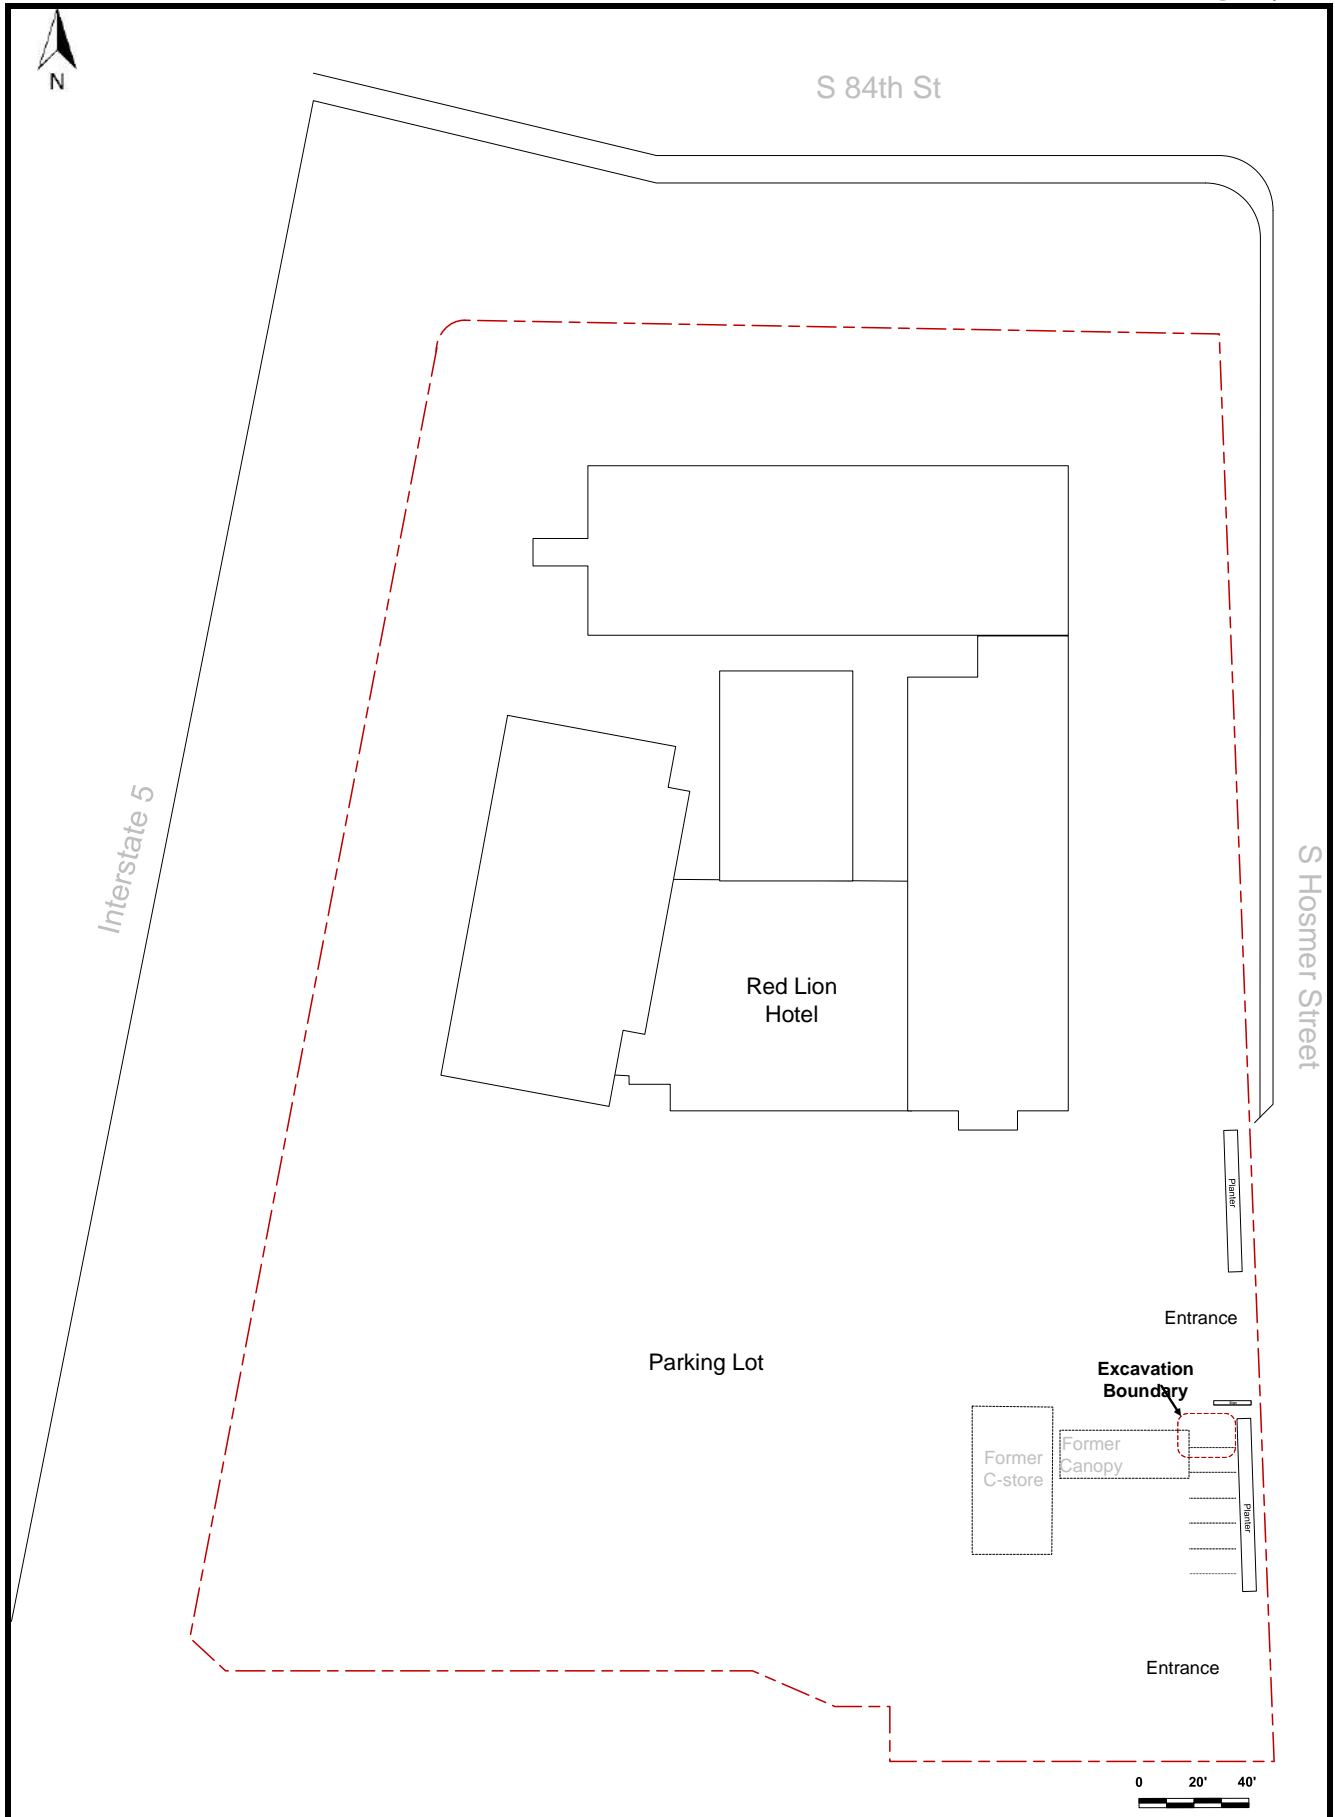 N
S 84th St
Interstate 5
S Hosmer Street
Red Lion
Hotel
Planter
Entrance
Parking Lot
Excavation
Boundary
Former
Canopy
Former
C-store
Planter
Entrance
0 20' 40'